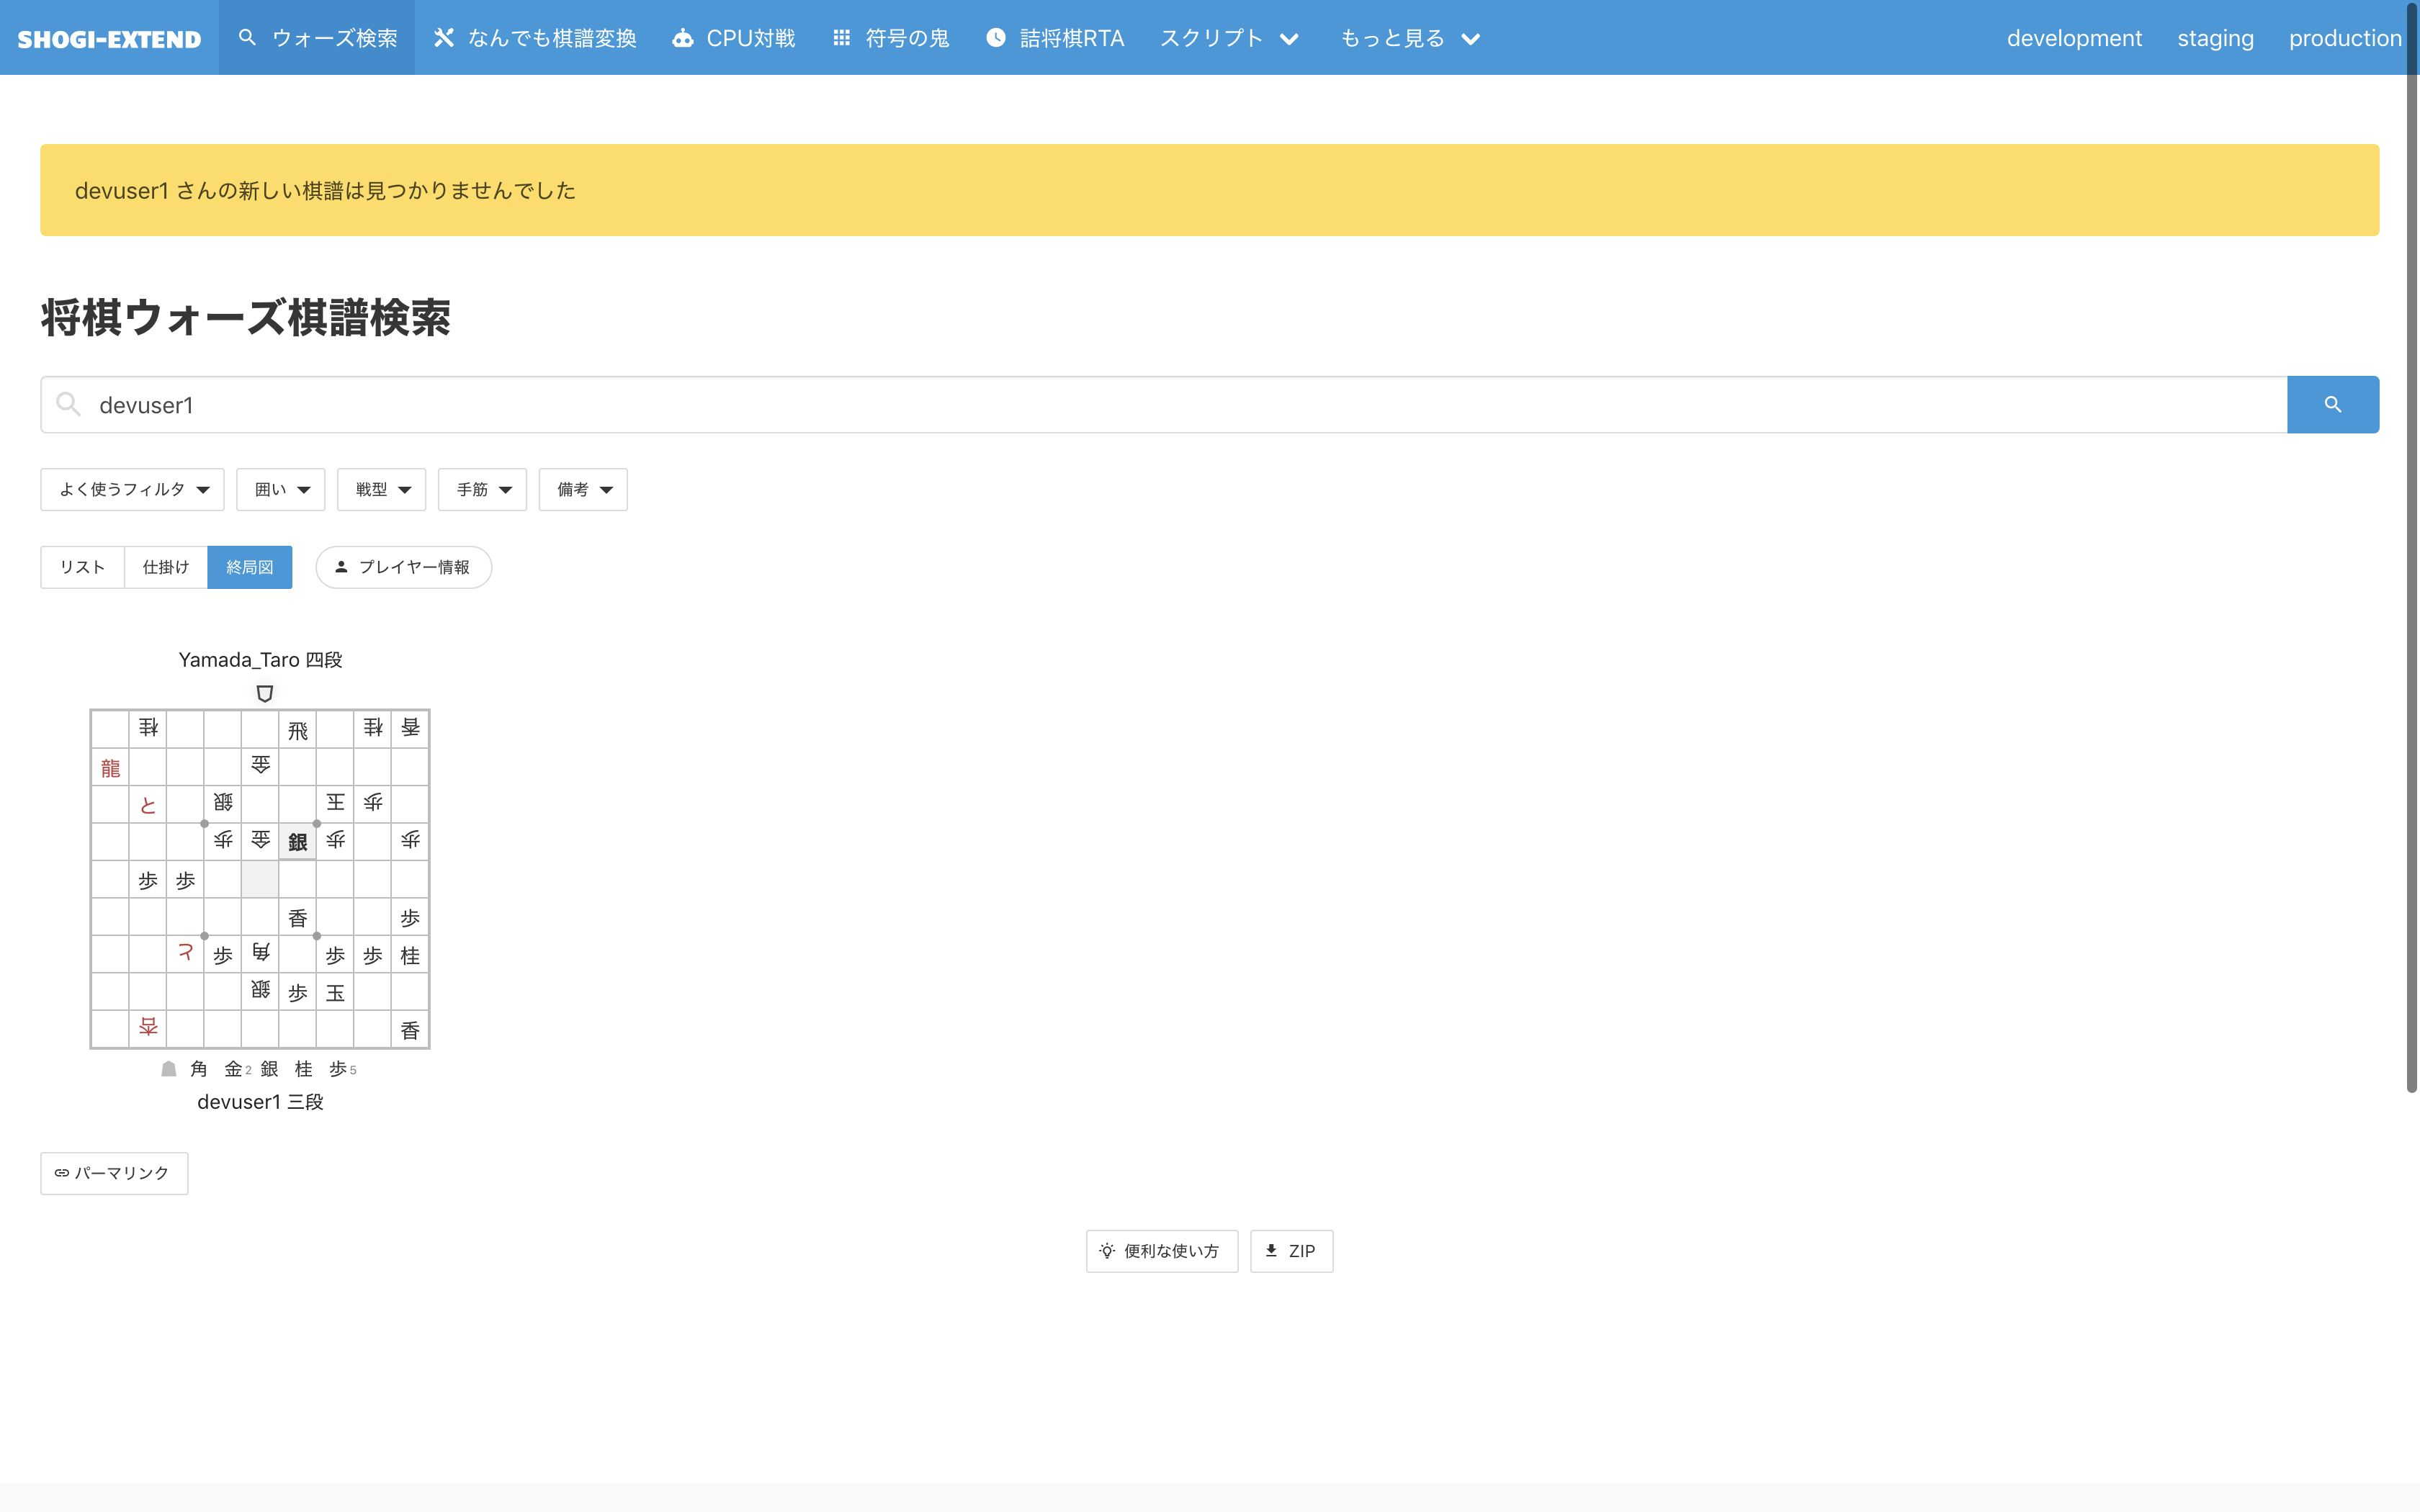 SHOGI-EXTEND ウォーズ検索 なんでも棋譜変換 CPU対戦 符号の鬼 詰将棋RTA スクリプト もっと見る development staging production
devuser1 さんの新しい棋譜は見つかりませんでした
将棋ウォーズ棋譜検索
devuser1
よく使うフィルタ 囲い 戦型 手筋 備考
リスト 仕掛け 終局図 プレイヤー情報
Yamada_Taro 四段
桂 飛 桂 香
龍 金
と 銀 王 歩
歩 金 銀 歩 歩
歩 歩
香 歩
と 歩 角 歩 歩 桂
銀 歩 玉
杏 香
角 金2 銀 桂 歩5
devuser1 三段
パーマリンク
便利な使い方 ZIP